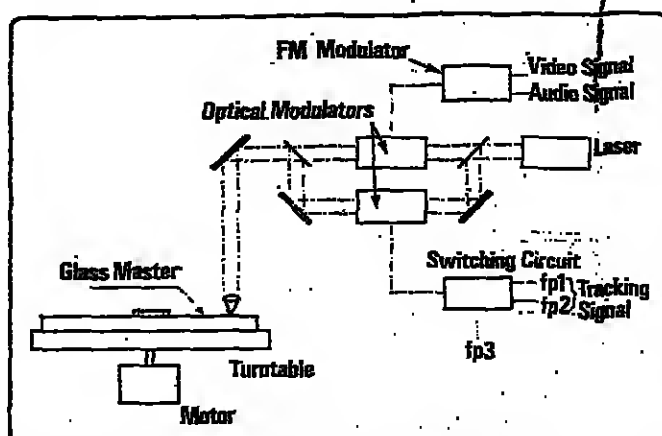 FM Modulator
Video Signal
Audio Signal
Optical Modulators
Laser
Glass Master
Switching Circuit
fp1 Tracking
fp2 Signal
fp3
Turntable
Motor